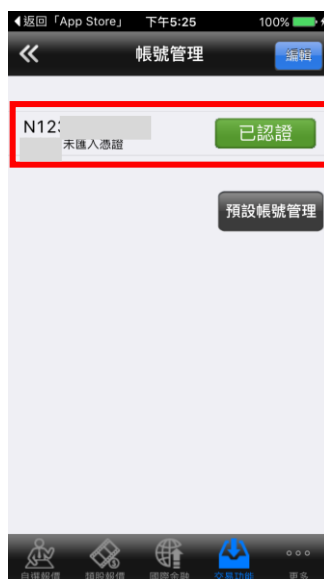 返回「App Store」 下午5:25 100%
帳號管理 編輯
N123
未匯入憑證
已認證
預設帳號管理
自選報價 類股報價 國際金融 交易功能 更多